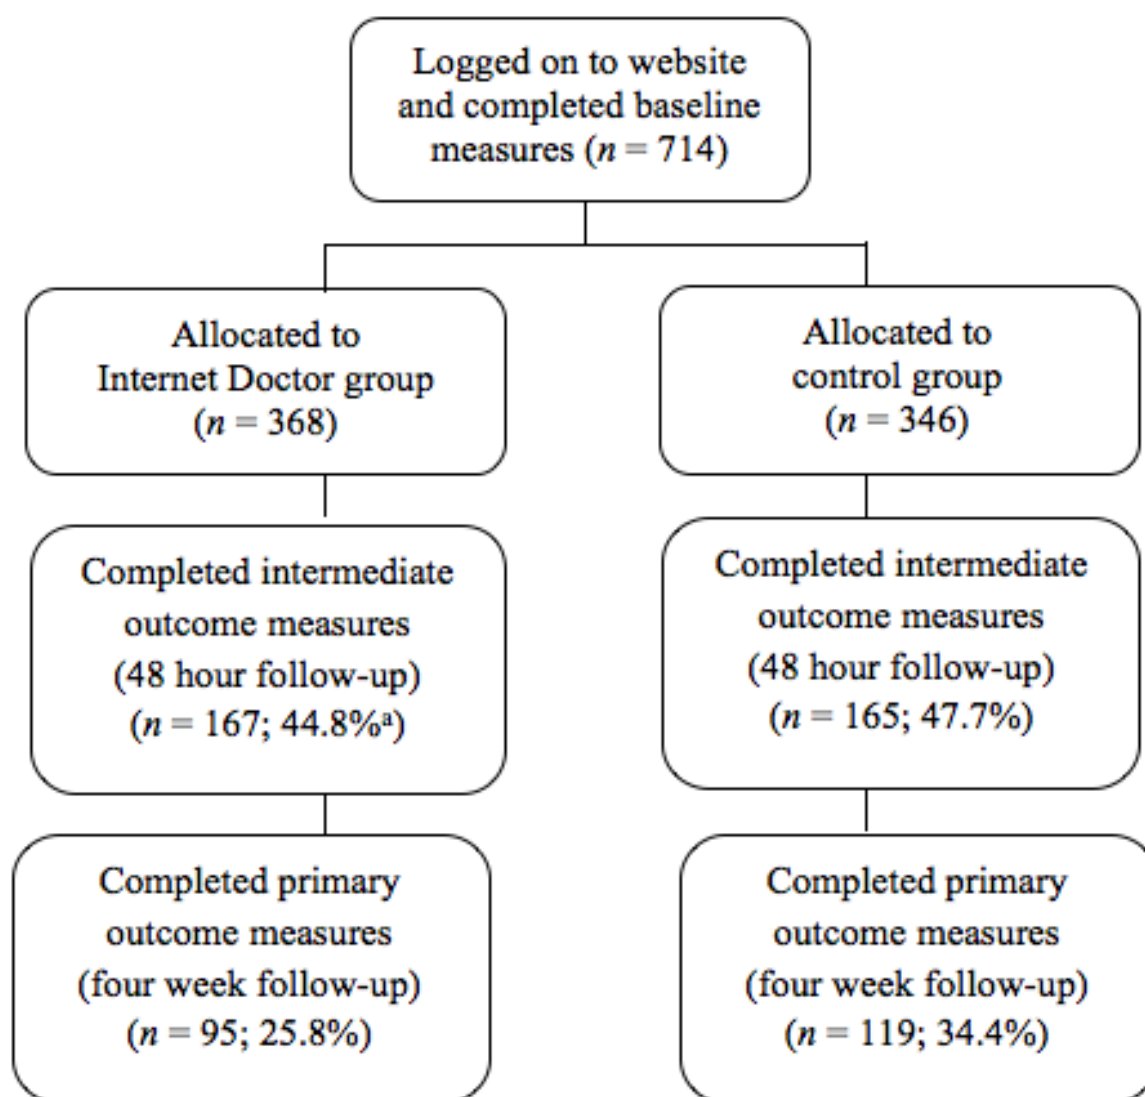 Logged on to website
and completed baseline
measures (n = 714)
Allocated to
Internet Doctor group
(n = 368)
Allocated to
control group
(n = 346)
Completed intermediate
outcome measures
(48 hour follow-up)
(n = 167; 44.8%ᵃ)
Completed intermediate
outcome measures
(48 hour follow-up)
(n = 165; 47.7%)
Completed primary
outcome measures
(four week follow-up)
(n = 95; 25.8%)
Completed primary
outcome measures
(four week follow-up)
(n = 119; 34.4%)